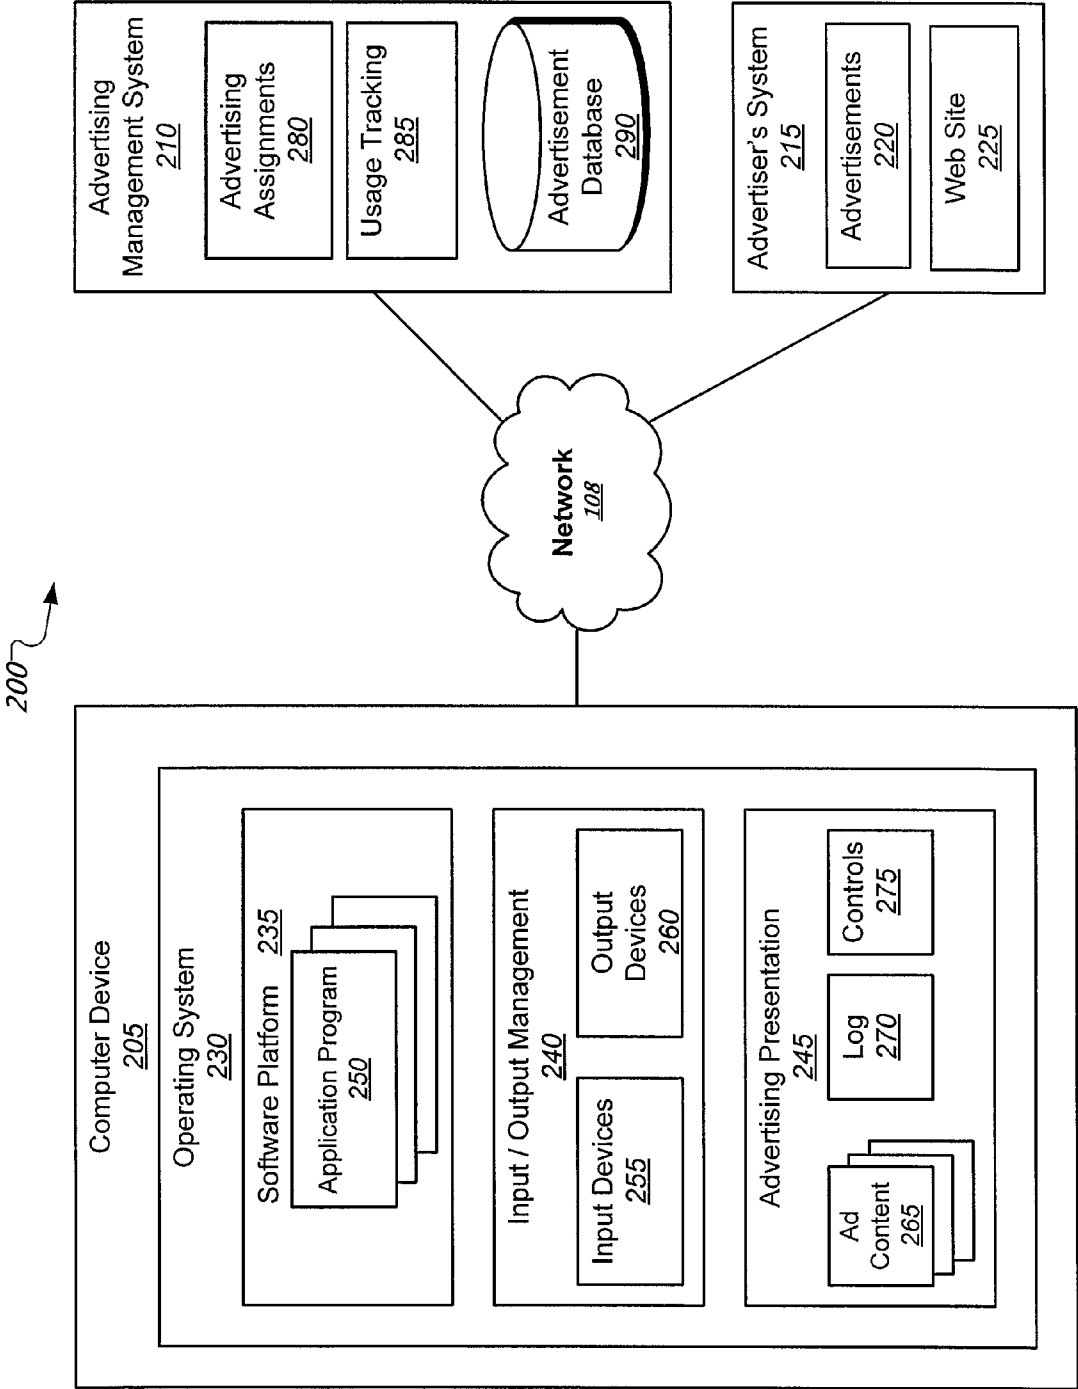 200
Computer Device
205
Operating System
230
Software Platform 235
Application Program
250
Input / Output Management
240
Input Devices
255
Output
Devices
260
Advertising Presentation
245
Ad
Content
265
Log
270
Controls
275
Network
108
Advertising
Management System
210
Advertising
Assignments
280
Usage Tracking
285
Advertisement
Database
290
Advertiser's System
215
Advertisements
220
Web Site
225